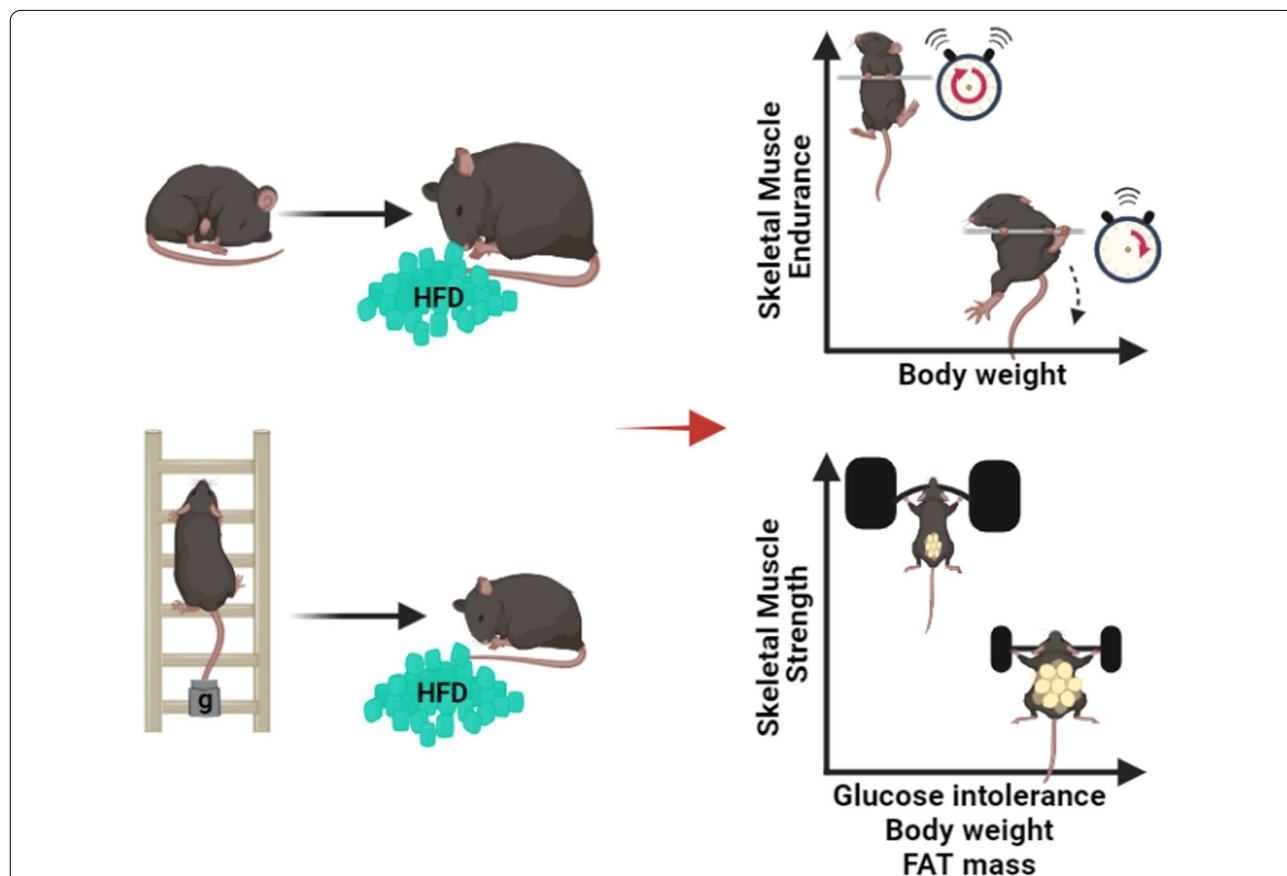 HFD
Skeletal Muscle
Endurance
Body weight
g
HFD
Skeletal Muscle
Strength
Glucose intolerance
Body weight
FAT mass